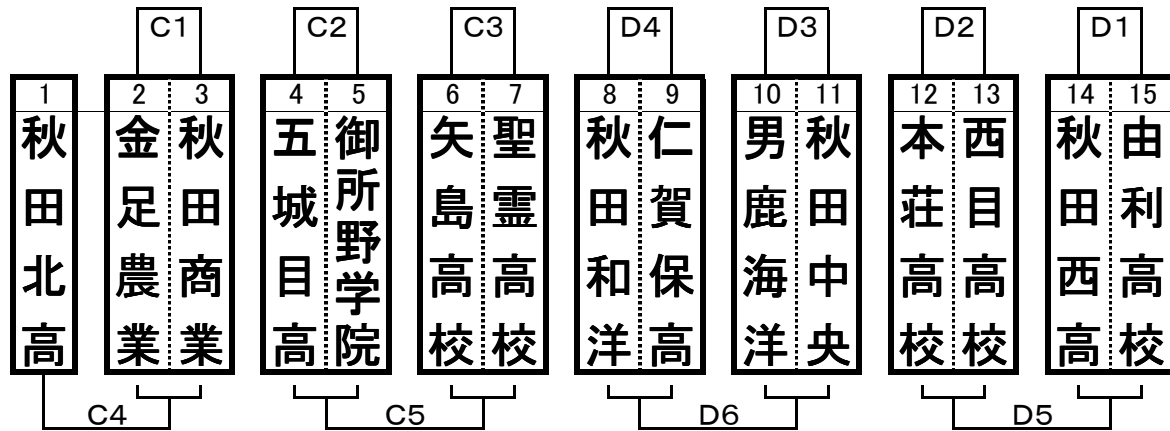 C1 C2 C3 D4 D3 D2 D1
1 2 3 4 5 6 7 8 9 10 11 12 13 14 15
秋田北高
金足農業
秋田商業
五城目高
御所野学院
矢島高校
聖霊高校
秋田和洋
仁賀保高
男鹿海洋
秋田中央
本荘高校
西目高校
秋田西高
由利高校
C4 C5 D6 D5